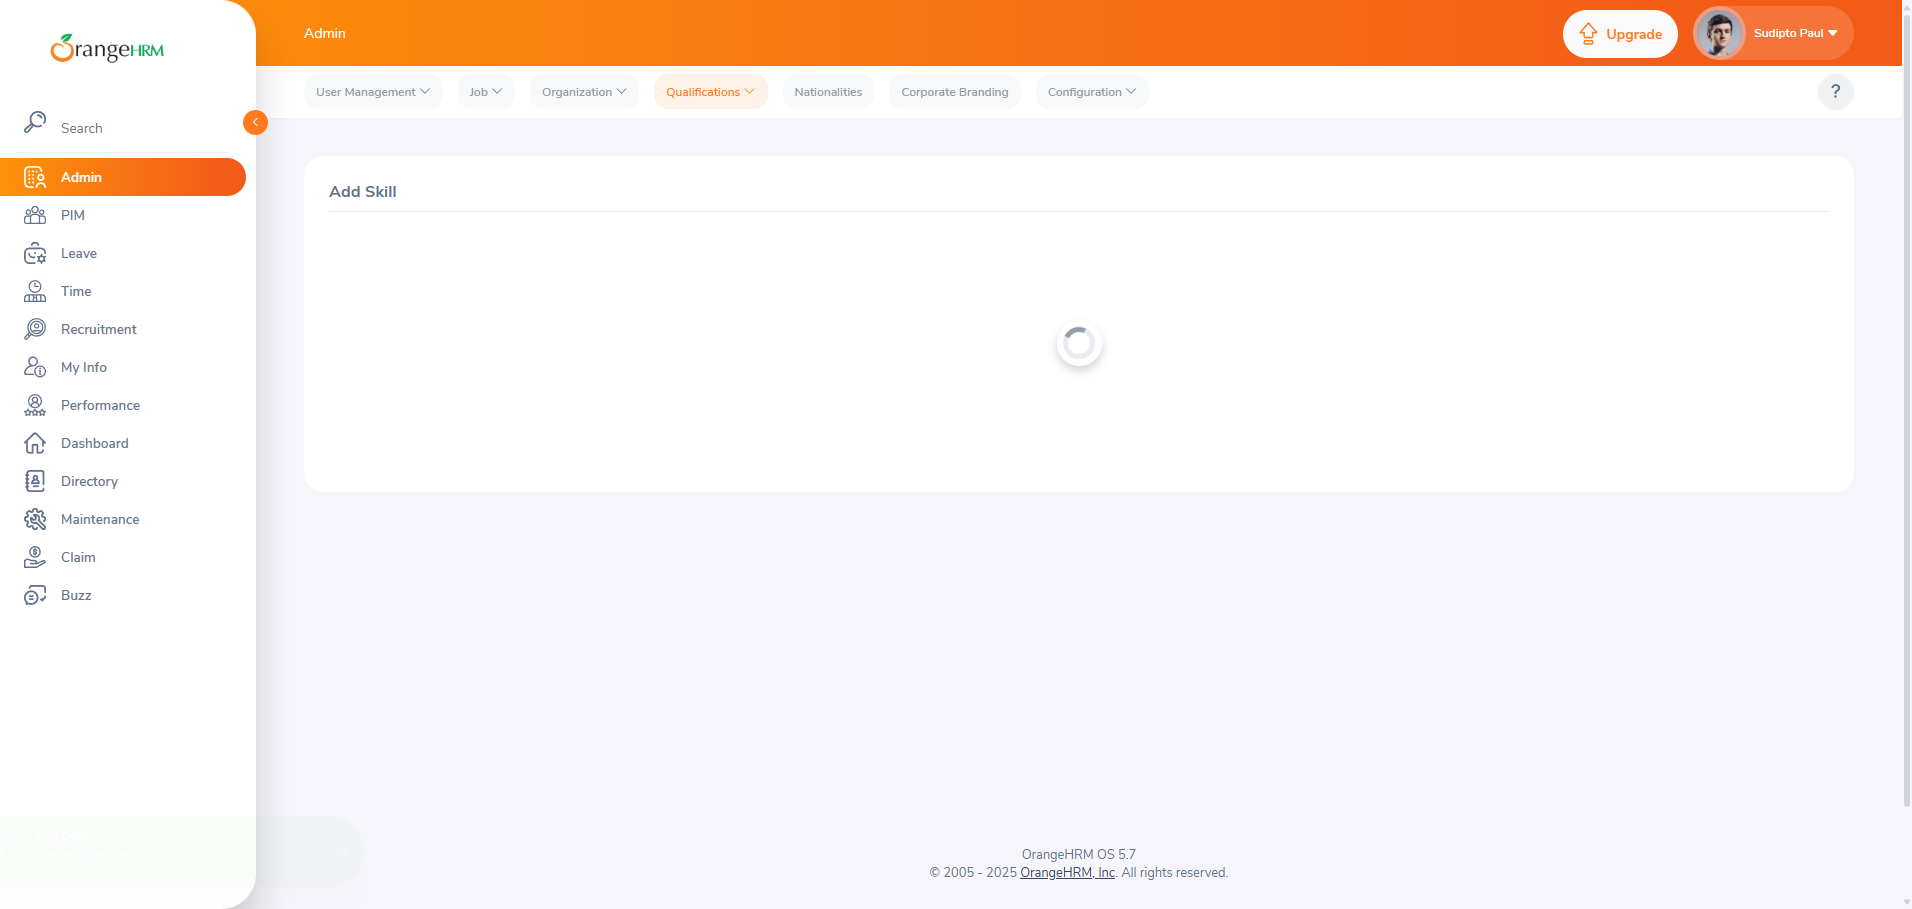 OrangeHRM
Search
Admin
PIM
Leave
Time
Recruitment
My Info
Performance
Dashboard
Directory
Maintenance
Claim
Buzz
Admin
Upgrade
Sudipto Paul
User Management
Job
Organization
Qualifications
Nationalities
Corporate Branding
Configuration
?
Add Skill
Success
OrangeHRM OS 5.7
© 2005 - 2025 OrangeHRM, Inc. All rights reserved.